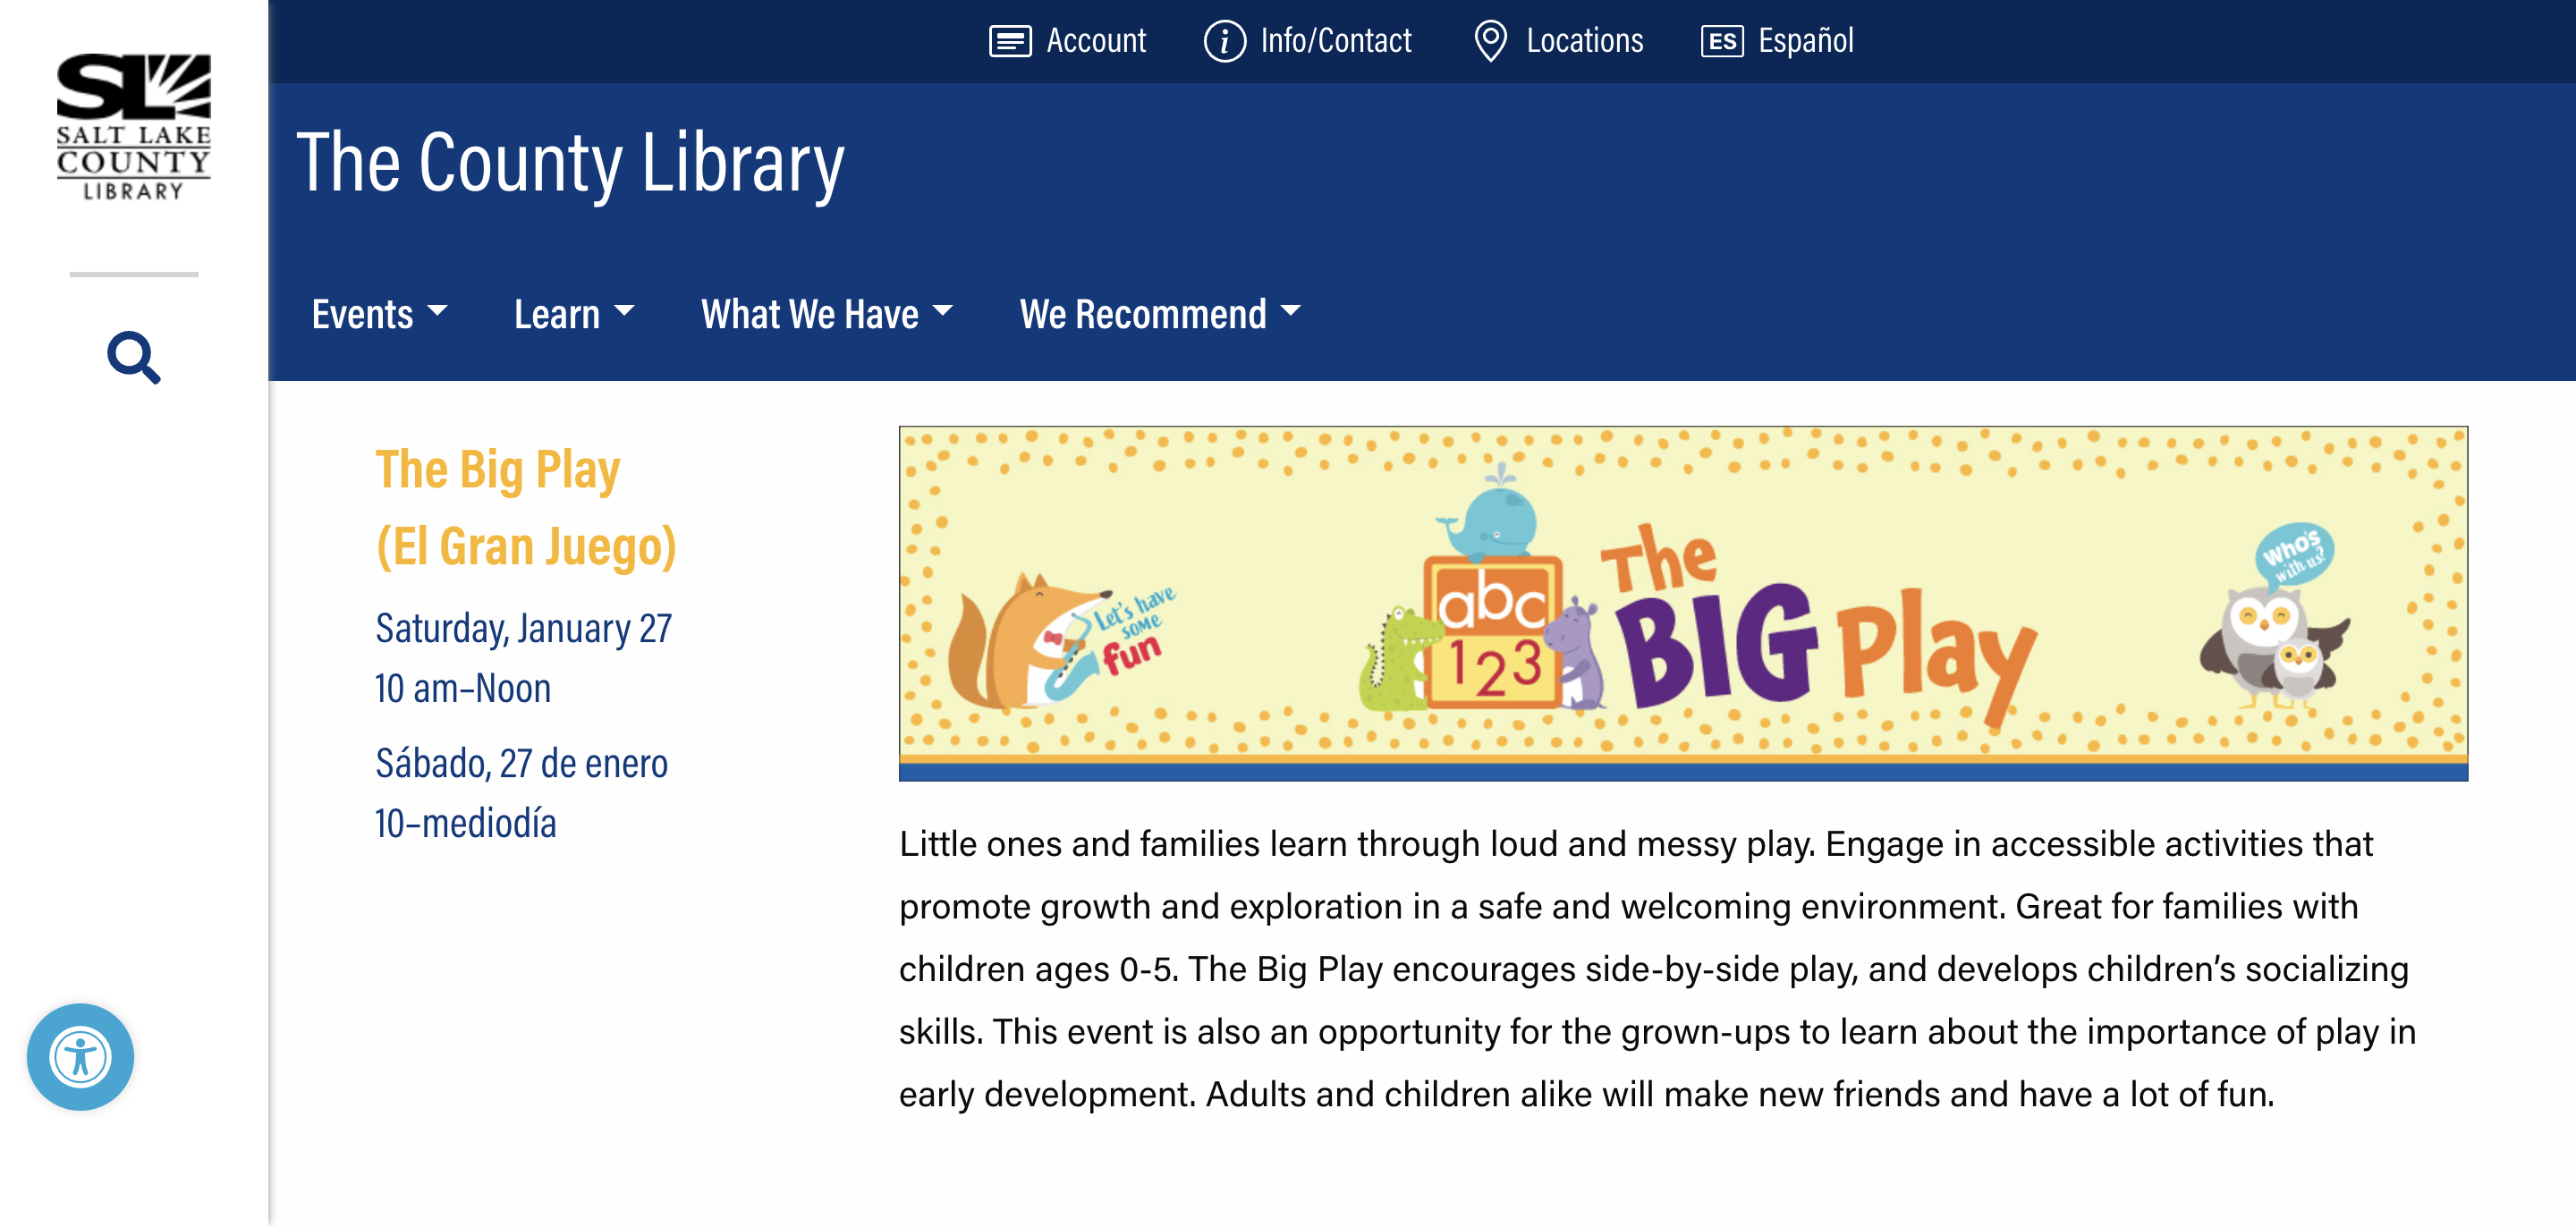 SL
SALT LAKE
COUNTY
LIBRARY
Account
Info/Contact
Locations
ES Español
The County Library
Events
Learn
What We Have
We Recommend
The Big Play
(El Gran Juego)
Saturday, January 27
10 am–Noon
Sábado, 27 de enero
10–mediodía
Let's have
some
fun
abc
123
The
BIG Play
Who's
with us?
Little ones and families learn through loud and messy play. Engage in accessible activities that
promote growth and exploration in a safe and welcoming environment. Great for families with
children ages 0-5. The Big Play encourages side-by-side play, and develops children’s socializing
skills. This event is also an opportunity for the grown-ups to learn about the importance of play in
early development. Adults and children alike will make new friends and have a lot of fun.